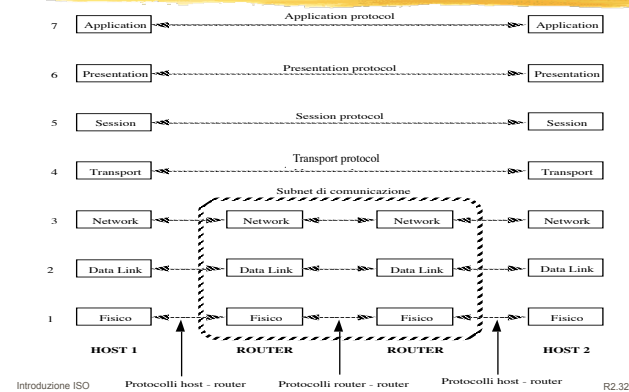 Application protocol
7 Application Application
Presentation protocol
6 Presentation Presentation
Session protocol
5 Session Session
Transport protocol
4 Transport Transport
Subnet di comunicazione
3 Network Network Network Network
2 Data Link Data Link Data Link Data Link
1 Fisico Fisico Fisico Fisico
HOST 1 ROUTER ROUTER HOST 2
Introduzione ISO Protocolli host - router Protocolli router - router Protocolli host - router R2.32